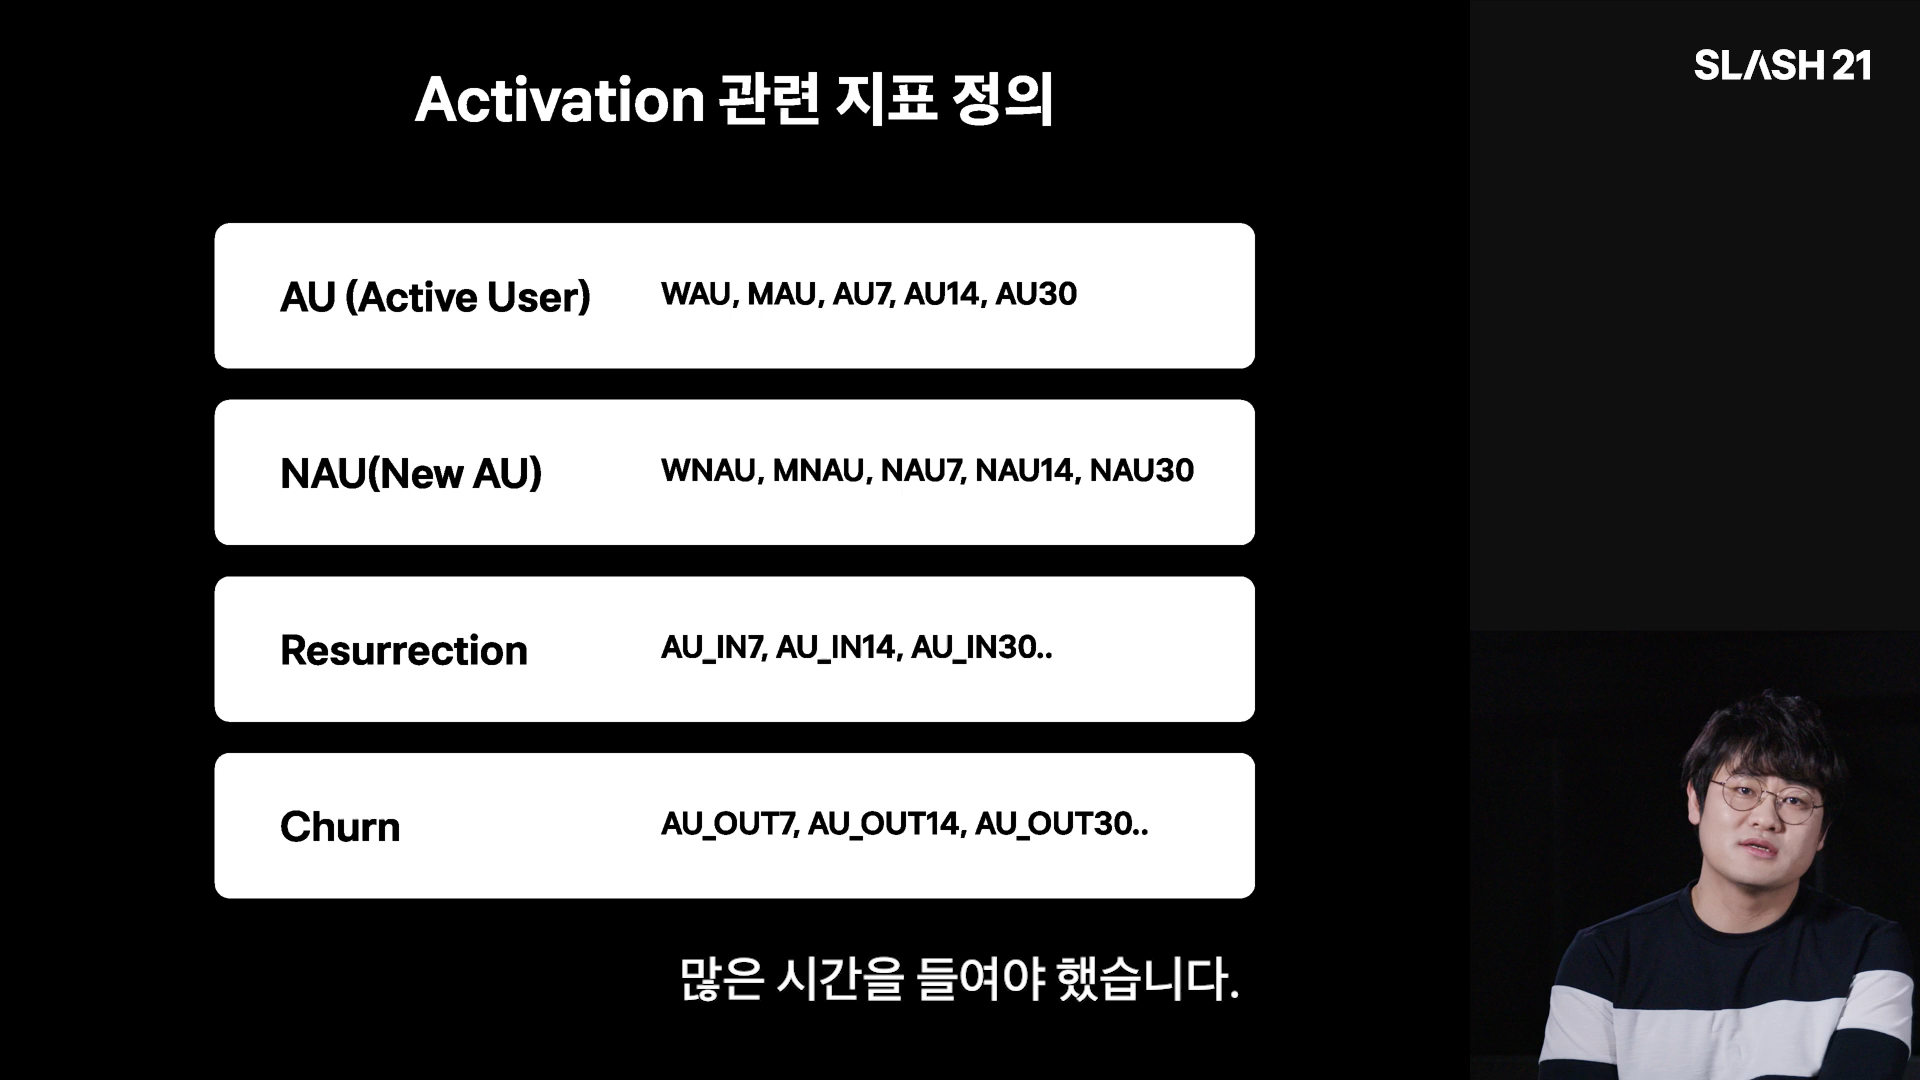 Activation 관련 지표 정의
SLASH 21
AU (Active User)
WAU, MAU, AU7, AU14, AU30
NAU(New AU)
WNAU, MNAU, NAU7, NAU14, NAU30
Resurrection
AU_IN7, AU_IN14, AU_IN30..
Churn
AU_OUT7, AU_OUT14, AU_OUT30..
많은 시간을 들여야 했습니다.